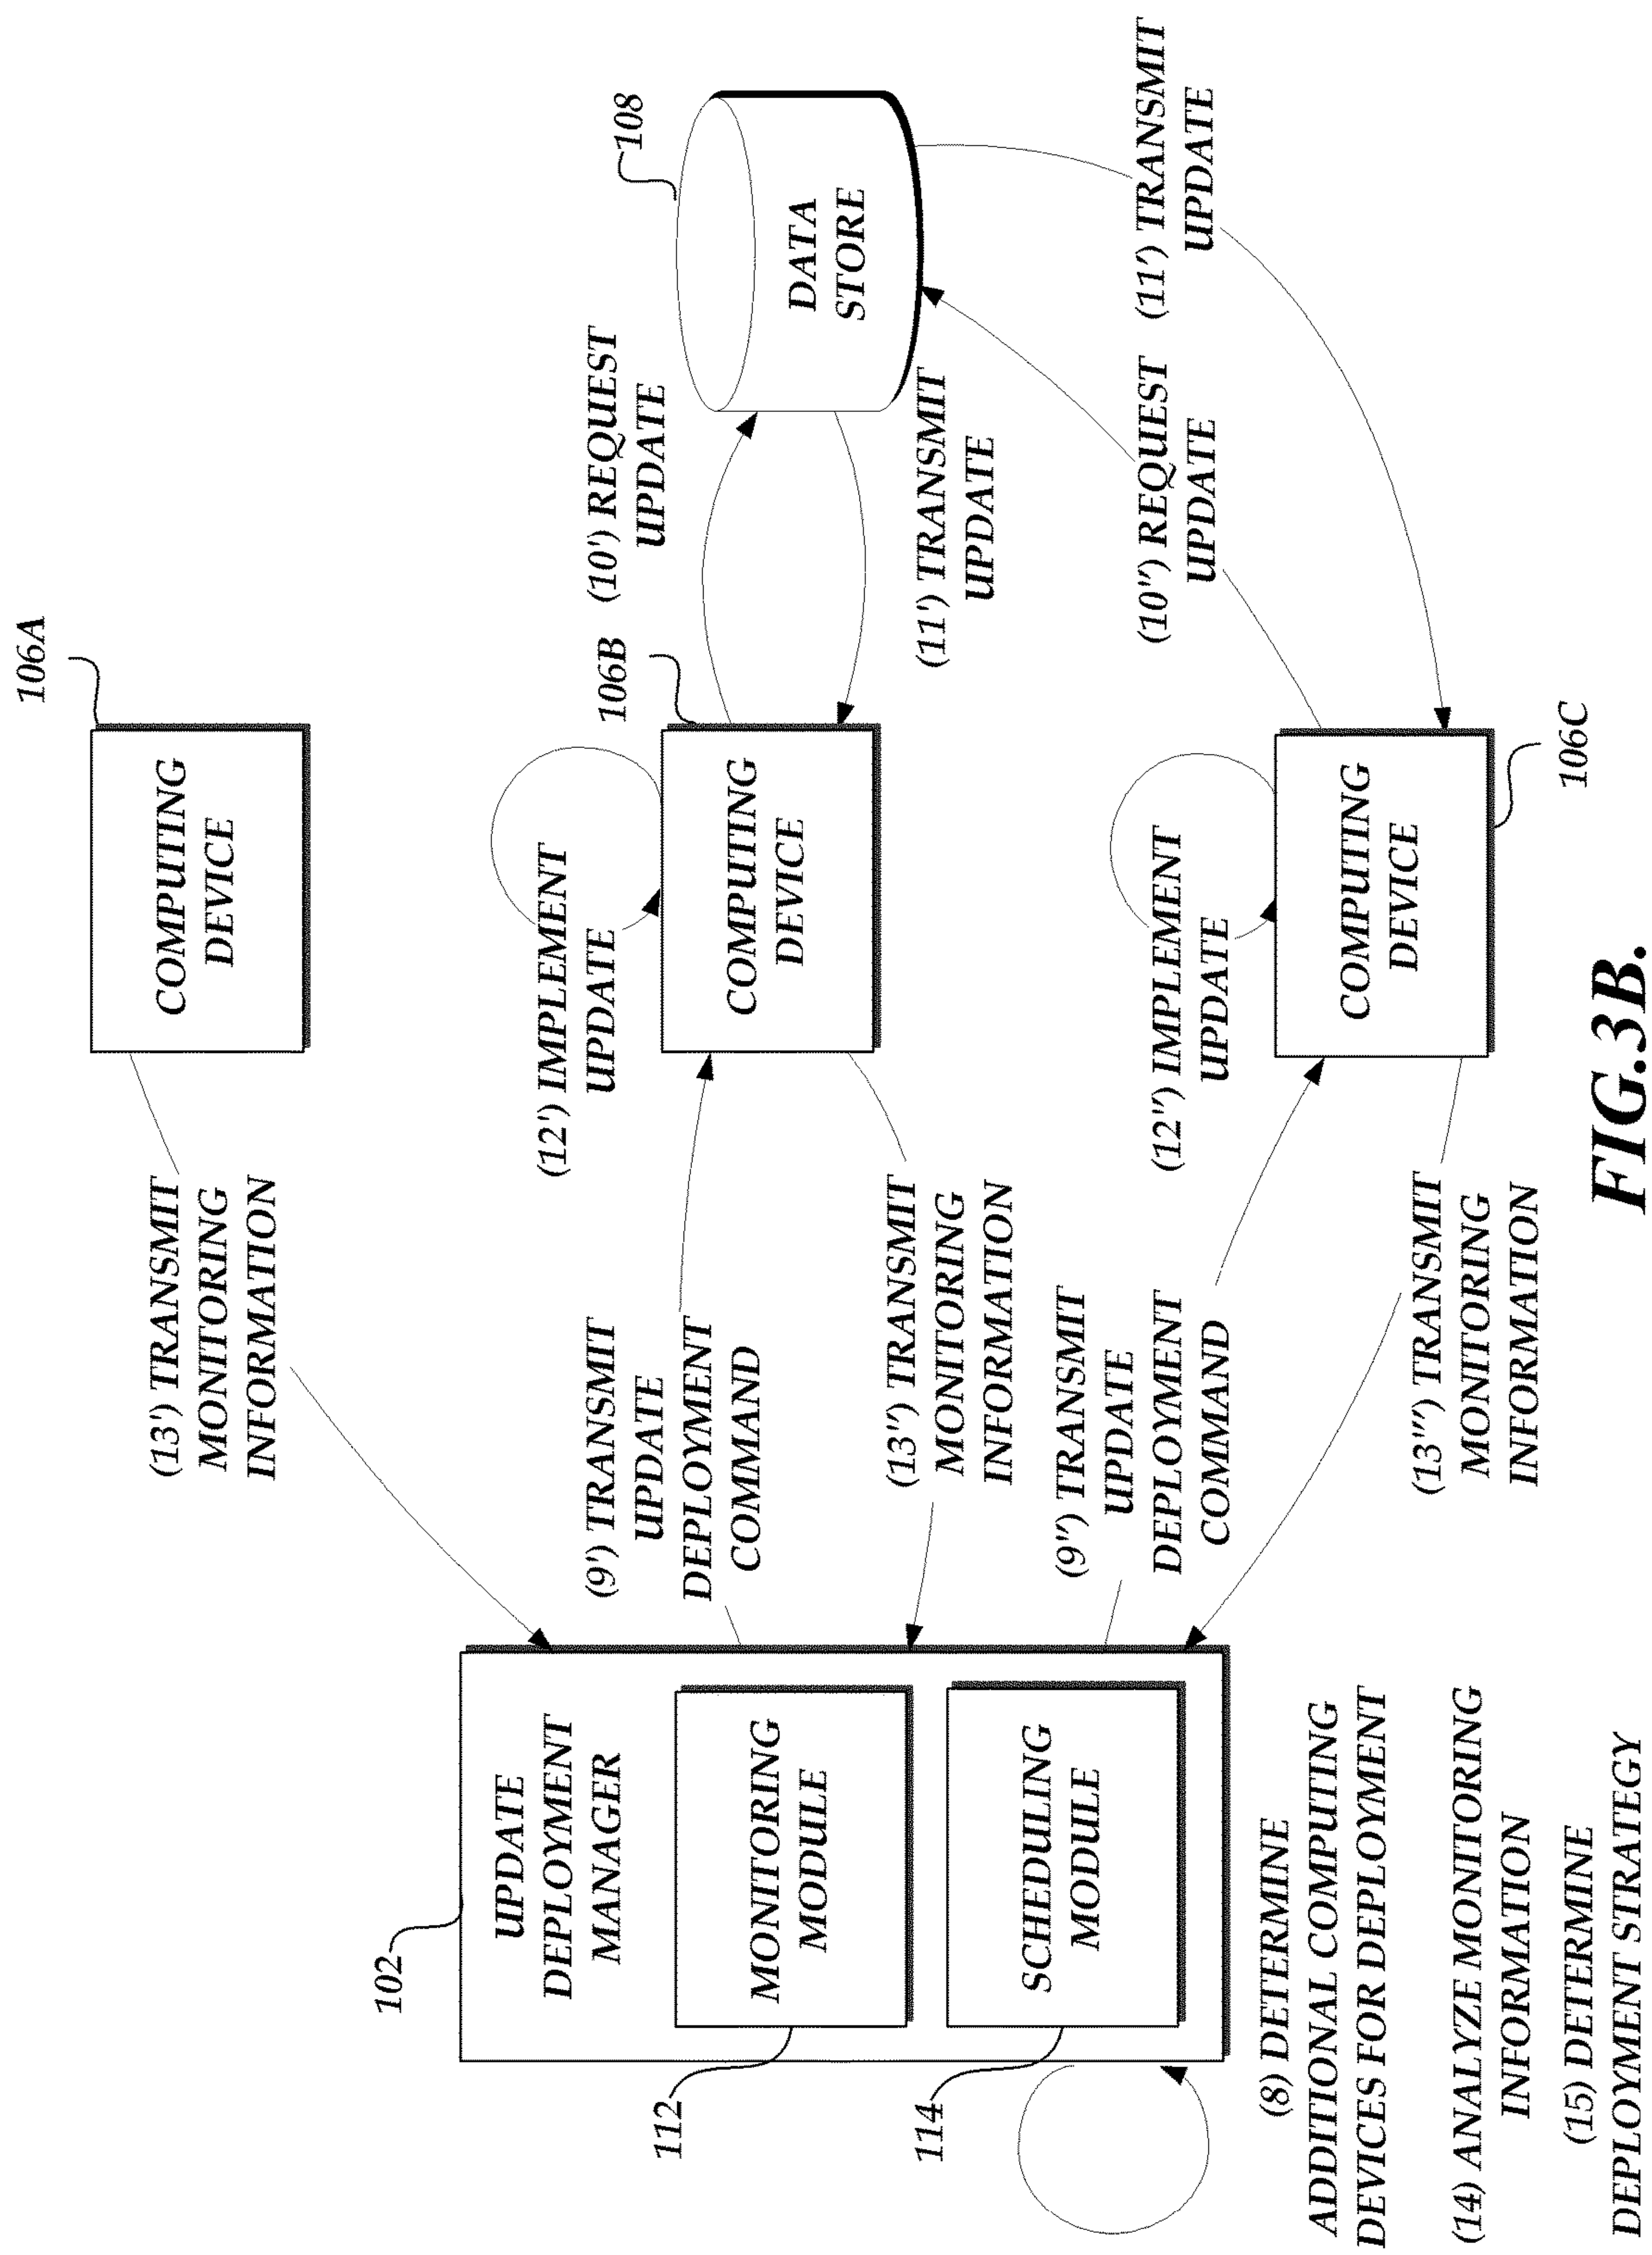 106A
COMPUTING
DEVICE
(13') TRANSMIT
MONITORING
INFORMATION
102
UPDATE
DEPLOYMENT
MANAGER
112
MONITORING
MODULE
114
SCHEDULING
MODULE
(9') TRANSMIT
UPDATE
DEPLOYMENT
COMMAND
(12') IMPLEMENT
UPDATE
106B
COMPUTING
DEVICE
(10') REQUEST
UPDATE
108
DATA
STORE
(11') TRANSMIT
UPDATE
(13'') TRANSMIT
MONITORING
INFORMATION
(9'') TRANSMIT
UPDATE
DEPLOYMENT
COMMAND
(12'') IMPLEMENT
UPDATE
(10'') REQUEST
UPDATE
(11') TRANSMIT
UPDATE
COMPUTING
DEVICE
106C
(13''') TRANSMIT
MONITORING
INFORMATION
(8) DETERMINE
ADDITIONAL COMPUTING
DEVICES FOR DEPLOYMENT
(14) ANALYZE MONITORING
INFORMATION
(15) DETERMINE
DEPLOYMENT STRATEGY
FIG.3B.